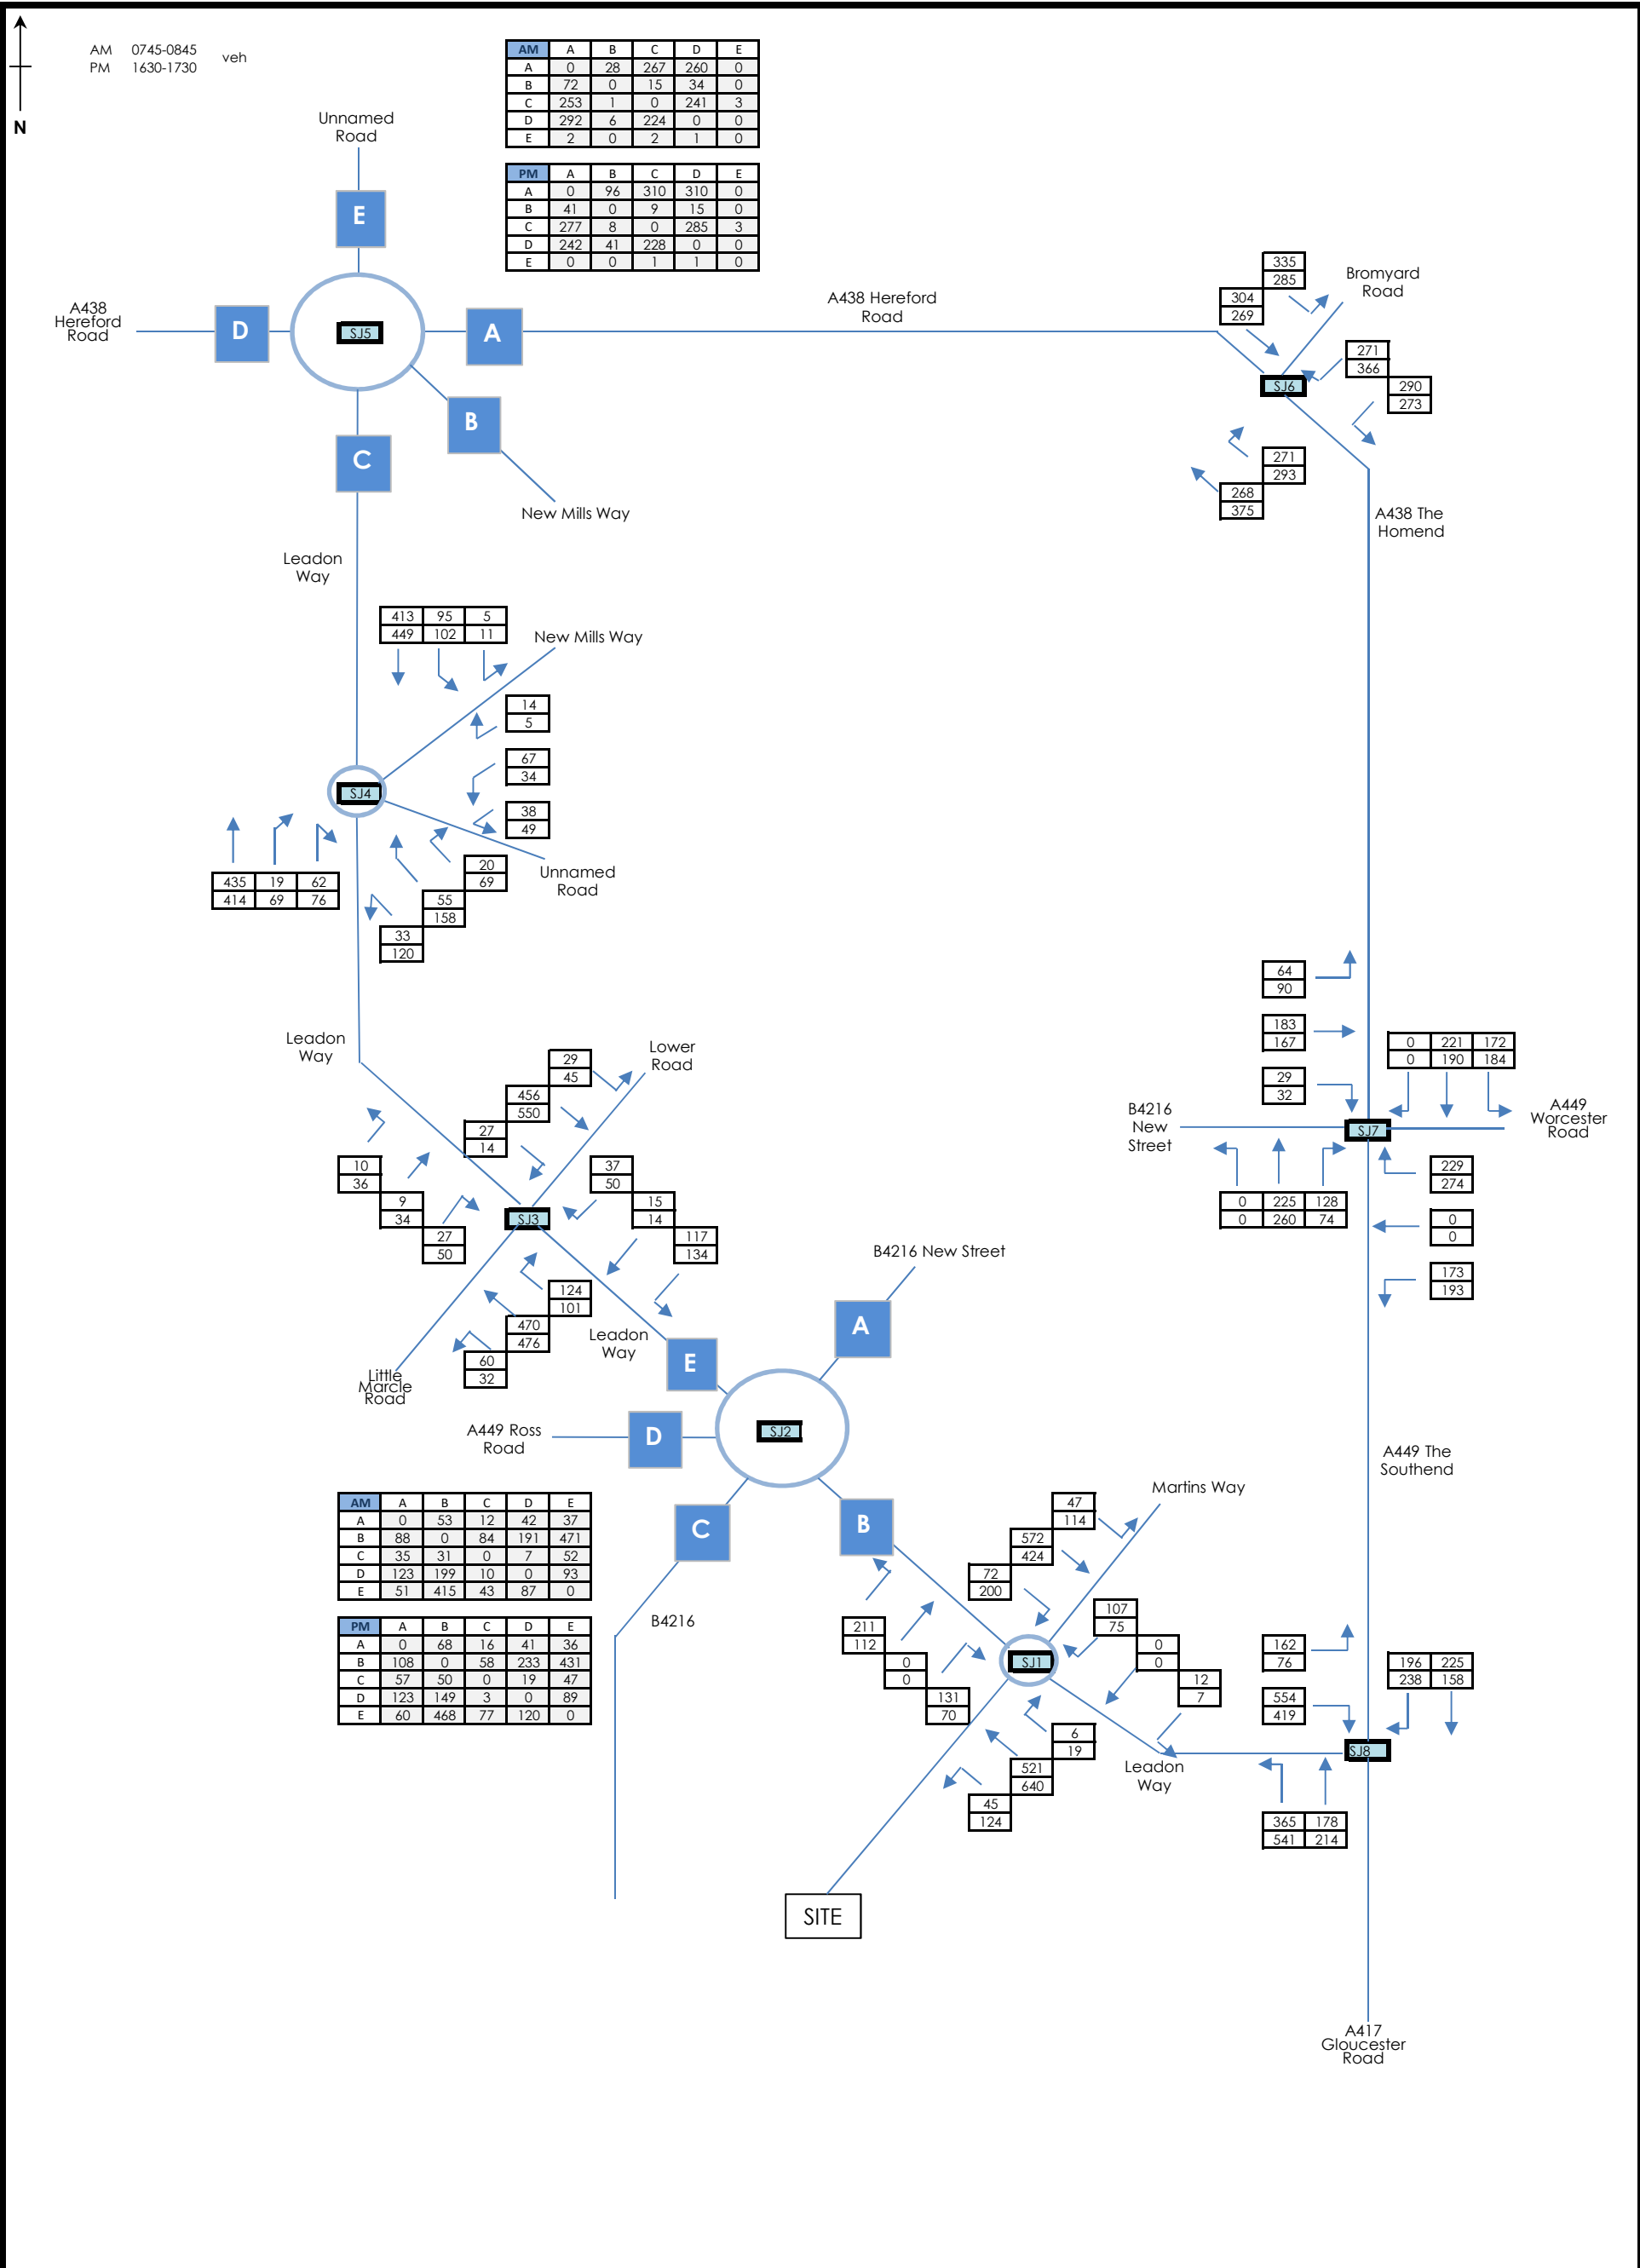 AM 0745-0845
veh
PM 1630-1730
N
AM A B C D E
A 0 28 267 260 0
B 72 0 15 34 0
C 253 1 0 241 3
D 292 6 224 0 0
E 2 0 2 1 0
PM A B C D E
A 0 96 310 310 0
B 41 0 9 15 0
C 277 8 0 285 3
D 242 41 228 0 0
E 0 0 1 1 0
Unnamed
Road
E
A438
Hereford
Road
D
SJ5
A
B
C
New Mills Way
A438 Hereford
Road
335
285
304
269
Bromyard
Road
271
366
290
273
SJ6
271
293
268
375
A438 The
Homend
Leadon
Way
413 95 5
449 102 11
New Mills Way
14
5
67
34
38
49
SJ4
Unnamed
Road
435 19 62
414 69 76
20
69
55
158
33
120
64
90
183
167
29
32
0 221 172
0 190 184
B4216
New
Street
SJ7
A449
Worcester
Road
0 225 128
0 260 74
229
274
0
0
173
193
Leadon
Way
29
45
456
550
27
14
Lower
Road
10
36
9
34
27
50
SJ3
37
50
15
14
117
134
124
101
470
476
60
32
Little
Marcle
Road
Leadon
Way
B4216 New Street
A
E
A449 Ross
Road
D
SJ2
C
B
B4216
AM A B C D E
A 0 53 12 42 37
B 88 0 84 191 471
C 35 31 0 7 52
D 123 199 10 0 93
E 51 415 43 87 0
PM A B C D E
A 0 68 16 41 36
B 108 0 58 233 431
C 57 50 0 19 47
D 123 149 3 0 89
E 60 468 77 120 0
A449 The
Southend
Martins Way
47
114
572
424
72
200
107
75
0
0
12
7
211
112
0
0
131
70
SJ1
6
19
521
640
45
124
Leadon
Way
162
76
554
419
196 225
238 158
SJ8
365 178
541 214
SITE
A417
Gloucester
Road